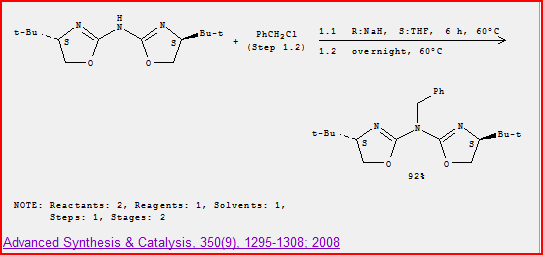 H
t-Bu N N N Bu-t
S S
O O
+ PhCH2Cl
(Step 1.2)
1.1 R:NaH, S:THF, 6 h, 60°C
1.2 overnight, 60°C
Ph
t-Bu N N N Bu-t
S S
O O
92%
NOTE: Reactants: 2, Reagents: 1, Solvents: 1,
Steps: 1, Stages: 2
Advanced Synthesis & Catalysis, 350(9), 1295-1308; 2008